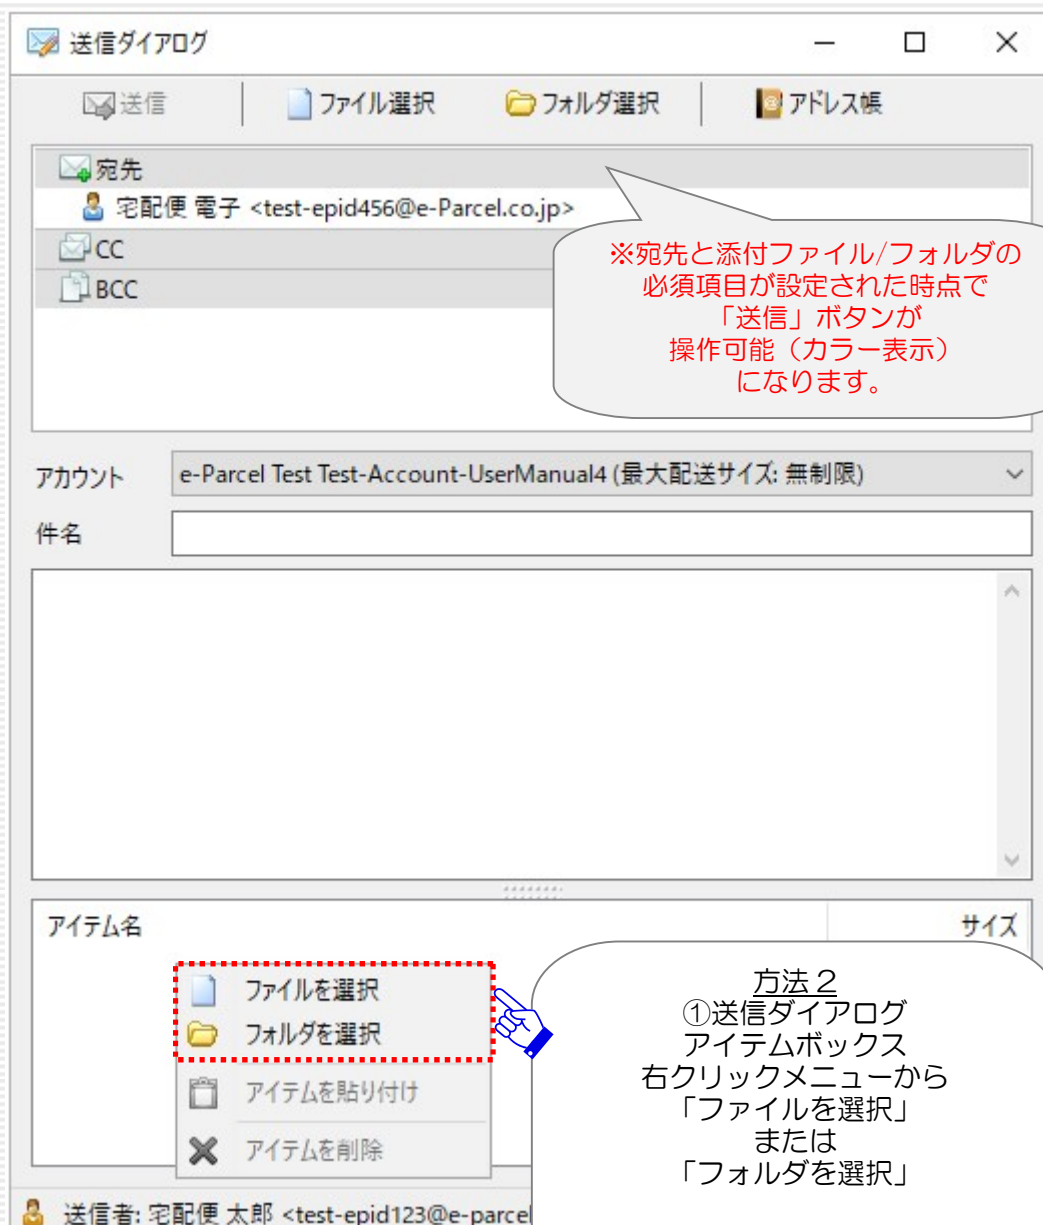 送信ダイアログ
送信 ファイル選択 フォルダ選択 アドレス帳
宛先
宅配便 電子 <test-epid456@e-Parcel.co.jp>
CC
BCC
※宛先と添付ファイル/フォルダの
必須項目が設定された時点で
「送信」ボタンが
操作可能（カラー表示）
になります。
アカウント e-Parcel Test Test-Account-UserManual4 (最大配送サイズ: 無制限)
件名
アイテム名 サイズ
ファイルを選択
フォルダを選択
アイテムを貼り付け
アイテムを削除
方法２
①送信ダイアログ
アイテムボックス
右クリックメニューから
「ファイルを選択」
または
「フォルダを選択」
送信者: 宅配便 太郎 <test-epid123@e-parcel